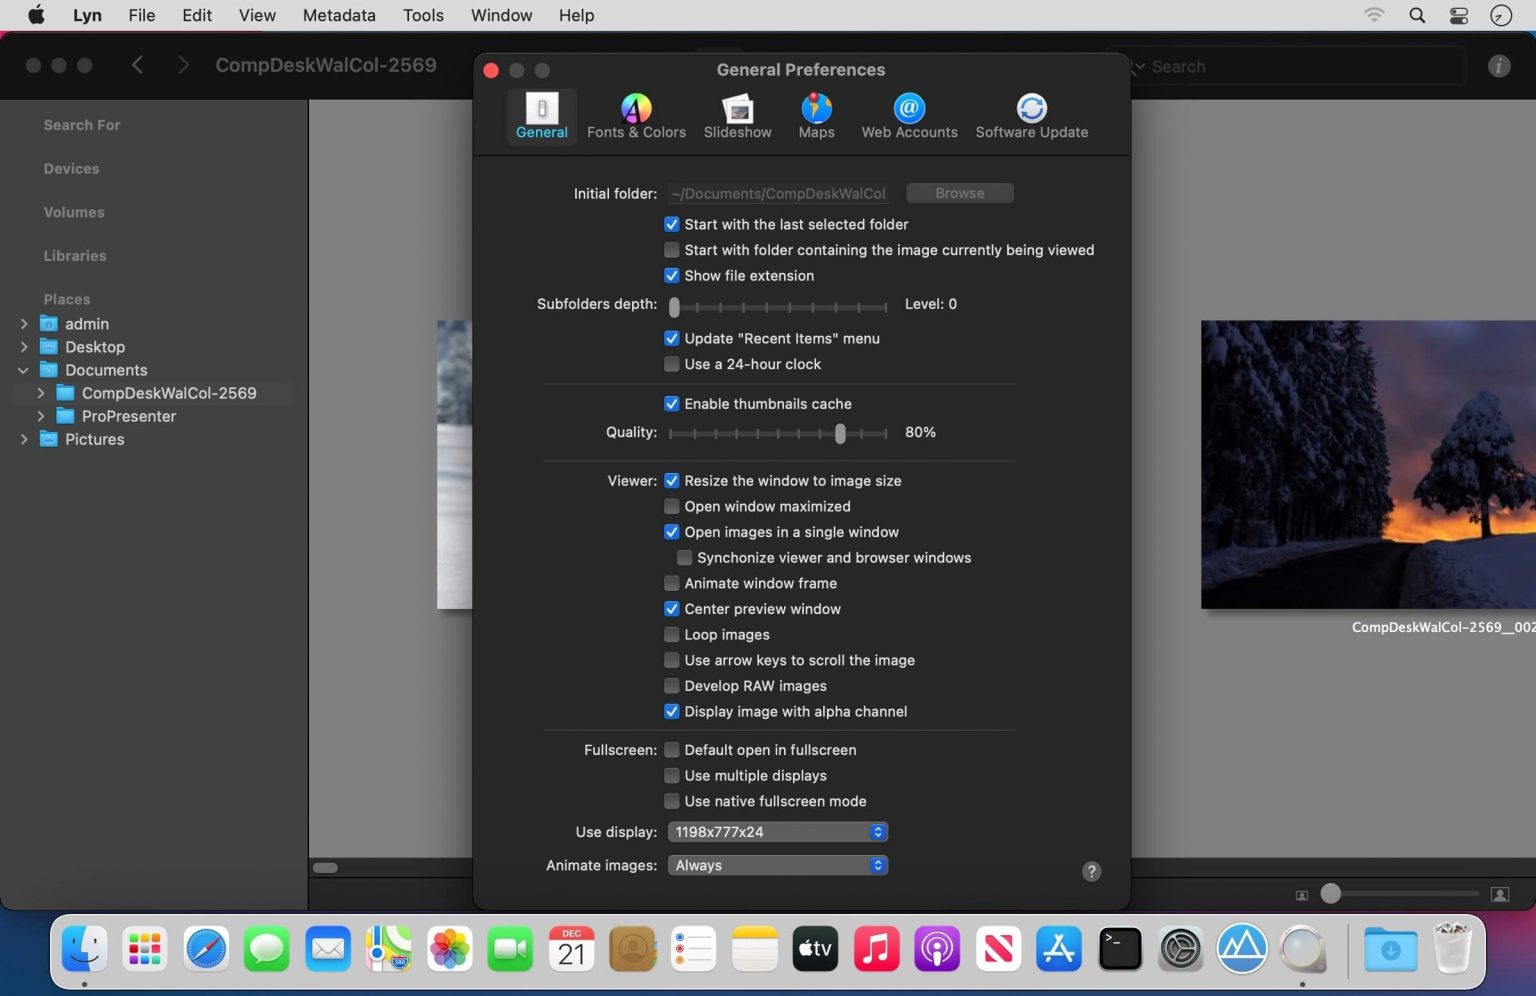 Lyn File Edit View Metadata Tools Window Help
CompDeskWalCol-2569
Search
General Preferences
General Fonts & Colors Slideshow Maps Web Accounts Software Update
Search For
Devices
Volumes
Libraries
Places
admin
Desktop
Documents
CompDeskWalCol-2569
ProPresenter
Pictures
Initial folder: ~/Documents/CompDeskWalCol Browse
Start with the last selected folder
Start with folder containing the image currently being viewed
Show file extension
Subfolders depth: Level: 0
Update "Recent Items" menu
Use a 24-hour clock
Enable thumbnails cache
Quality: 80%
Viewer: Resize the window to image size
Open window maximized
Open images in a single window
Synchonize viewer and browser windows
Animate window frame
Center preview window
Loop images
Use arrow keys to scroll the image
Develop RAW images
Display image with alpha channel
Fullscreen: Default open in fullscreen
Use multiple displays
Use native fullscreen mode
Use display: 1198x777x24
Animate images: Always
?
CompDeskWalCol-2569__002
DEC
21
tv
280